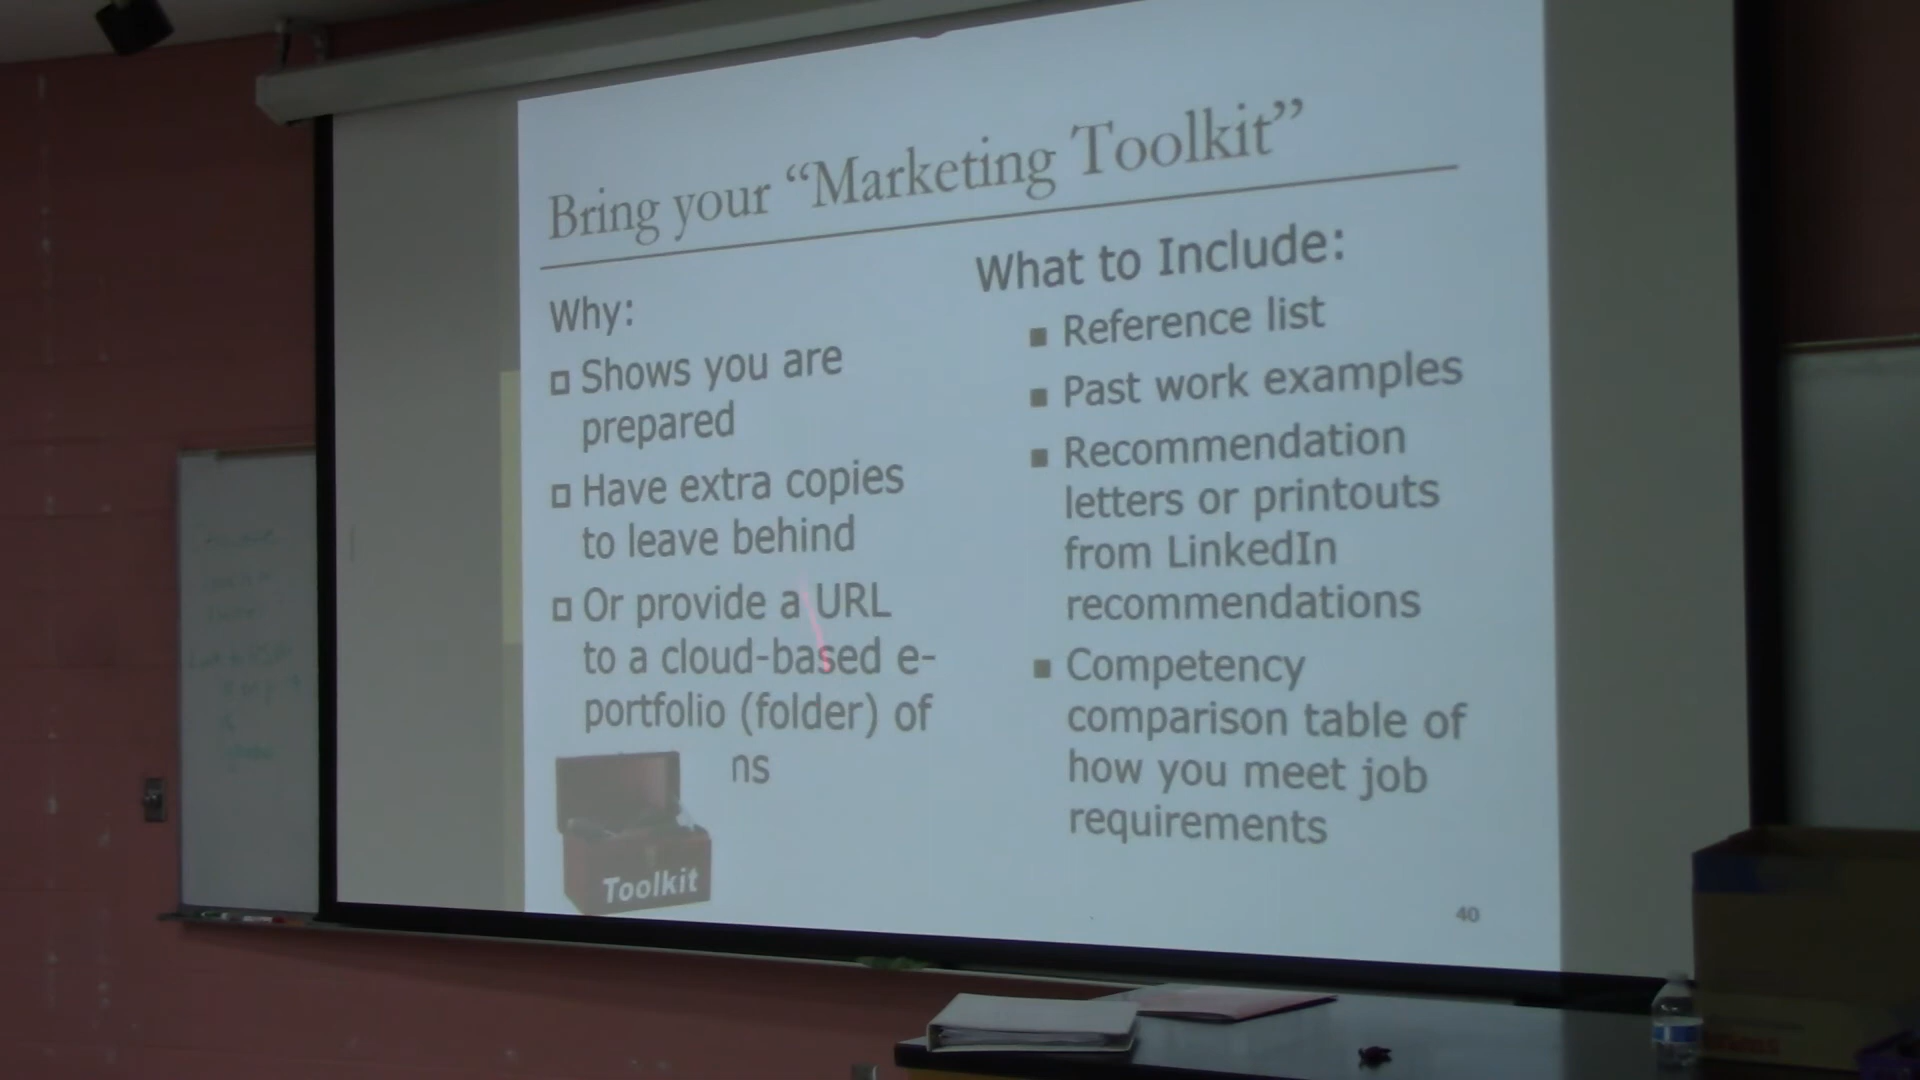 Bring your “Marketing Toolkit”
Why:
Shows you are
prepared
Have extra copies
to leave behind
Or provide a URL
to a cloud-based e-
portfolio (folder) of
ns
Toolkit
What to Include:
Reference list
Past work examples
Recommendation
letters or printouts
from LinkedIn
recommendations
Competency
comparison table of
how you meet job
requirements
40